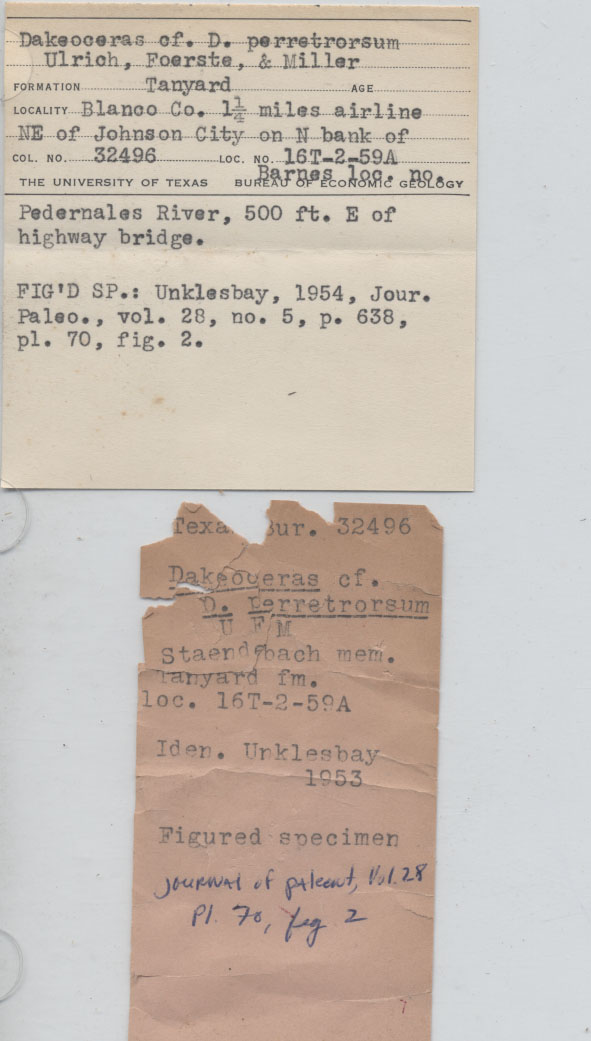 Dakeoceras cf. D. perretrorsum
Ulrich, Foerste, & Miller
FORMATION Tanyard AGE
LOCALITY Blanco Co. 1¼ miles airline
NE of Johnson City on N bank of
COL. NO. 32496 LOC. NO. 16T-2-59A
Barnes loc. no.
THE UNIVERSITY OF TEXAS BUREAU OF ECONOMIC GEOLOGY
Pedernales River, 500 ft. E of
highway bridge.
FIG'D SP.: Unklesbay, 1954, Jour.
Paleo., vol. 28, no. 5, p. 638,
pl. 70, fig. 2.
Texa Bur. 32496
Dakeoceras cf.
D. perretrorsum
U F M
Staendebach mem.
Tanyard fm.
loc. 16T-2-59A
Iden. Unklesbay
1953
Figured specimen
Journal of paleont, Vol. 28
Pl. 70, fig 2